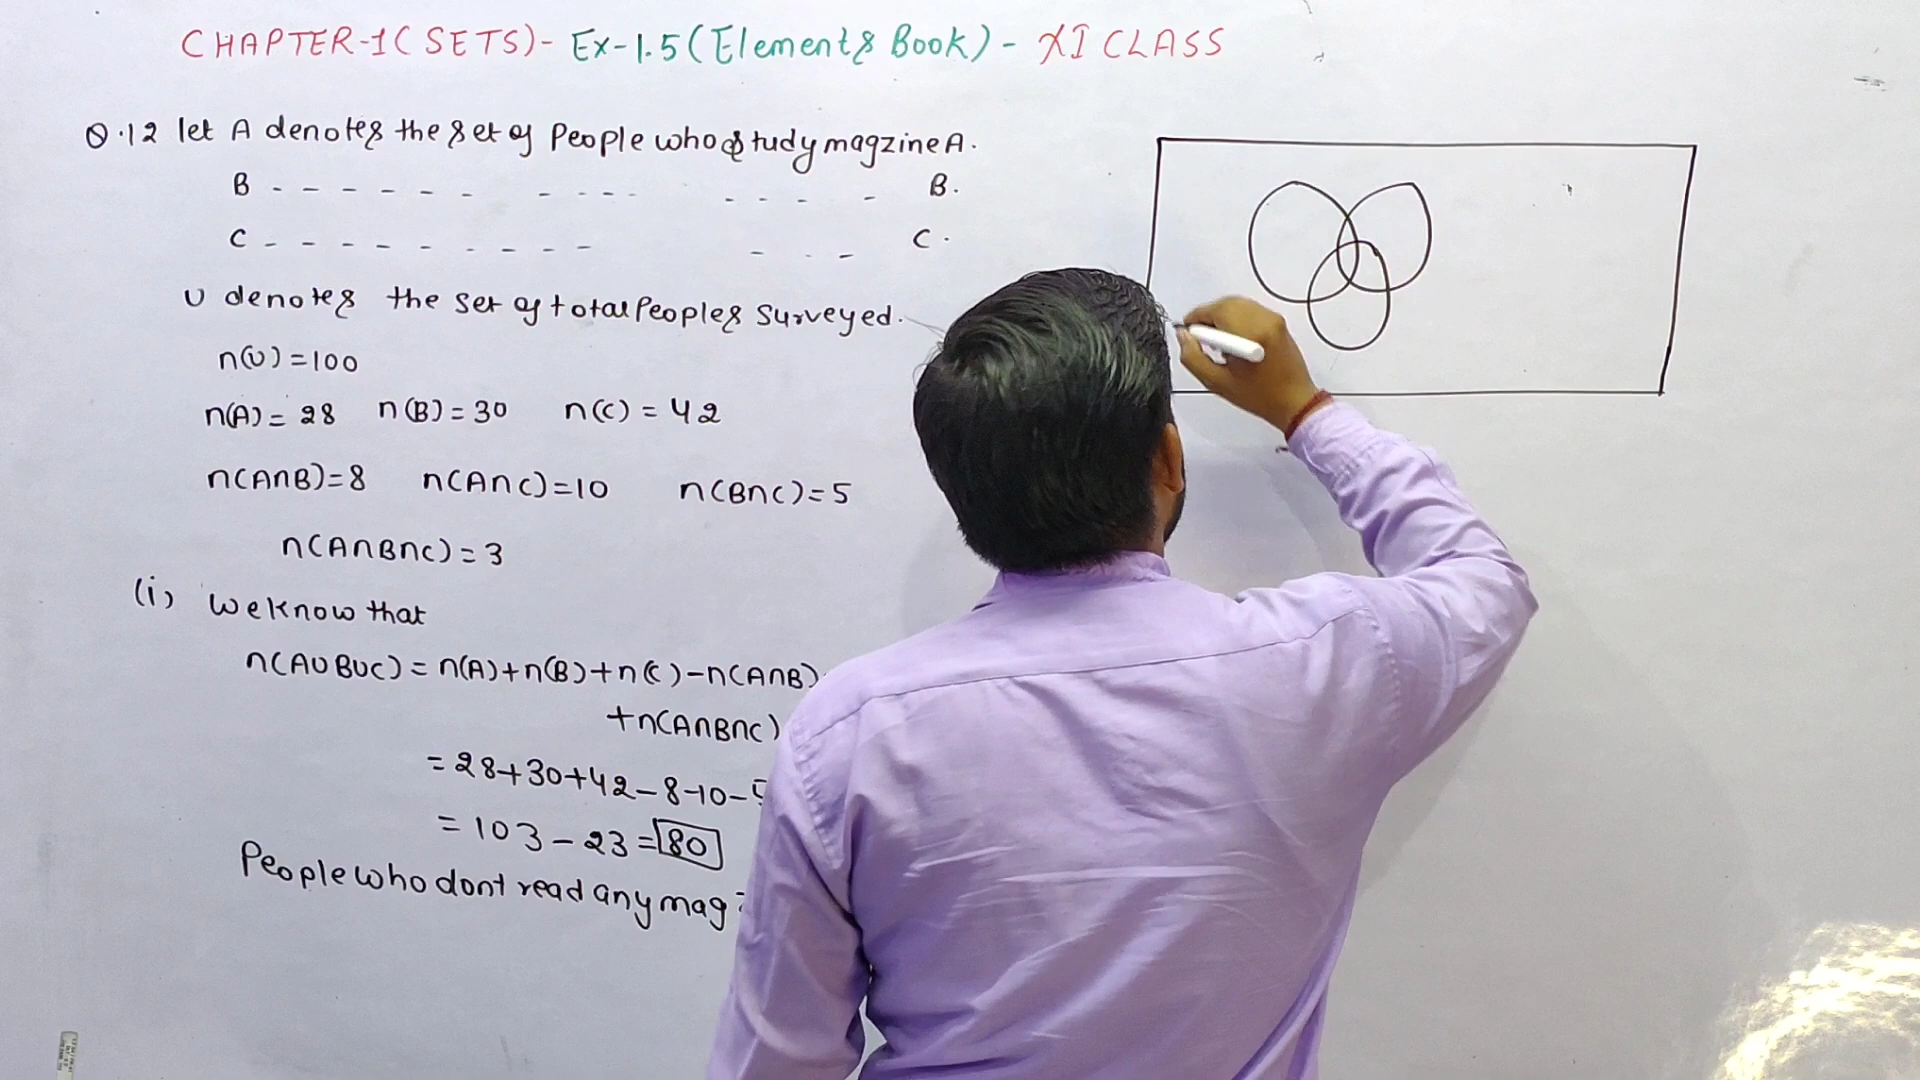 CHAPTER-1(SETS)- Ex-1.5(Elements Book)- XI CLASS
Q.12 let A denotes the set of People who study magzine A.
B - - - - - - - - - - - - - - B.
C - - - - - - - - - - - - - C.
U denotes the set of total Peoples Surveyed.
n(U)=100
n(A)=28 n(B)=30 n(C)=42
n(A∩B)=8 n(A∩C)=10 n(B∩C)=5
n(A∩B∩C)=3
(i) We know that
n(AUBUC)=n(A)+n(B)+n(C)-n(A∩B)
+n(A∩B∩C)
=28+30+42-8-10-5
=103-23=80
People who dont read any mag